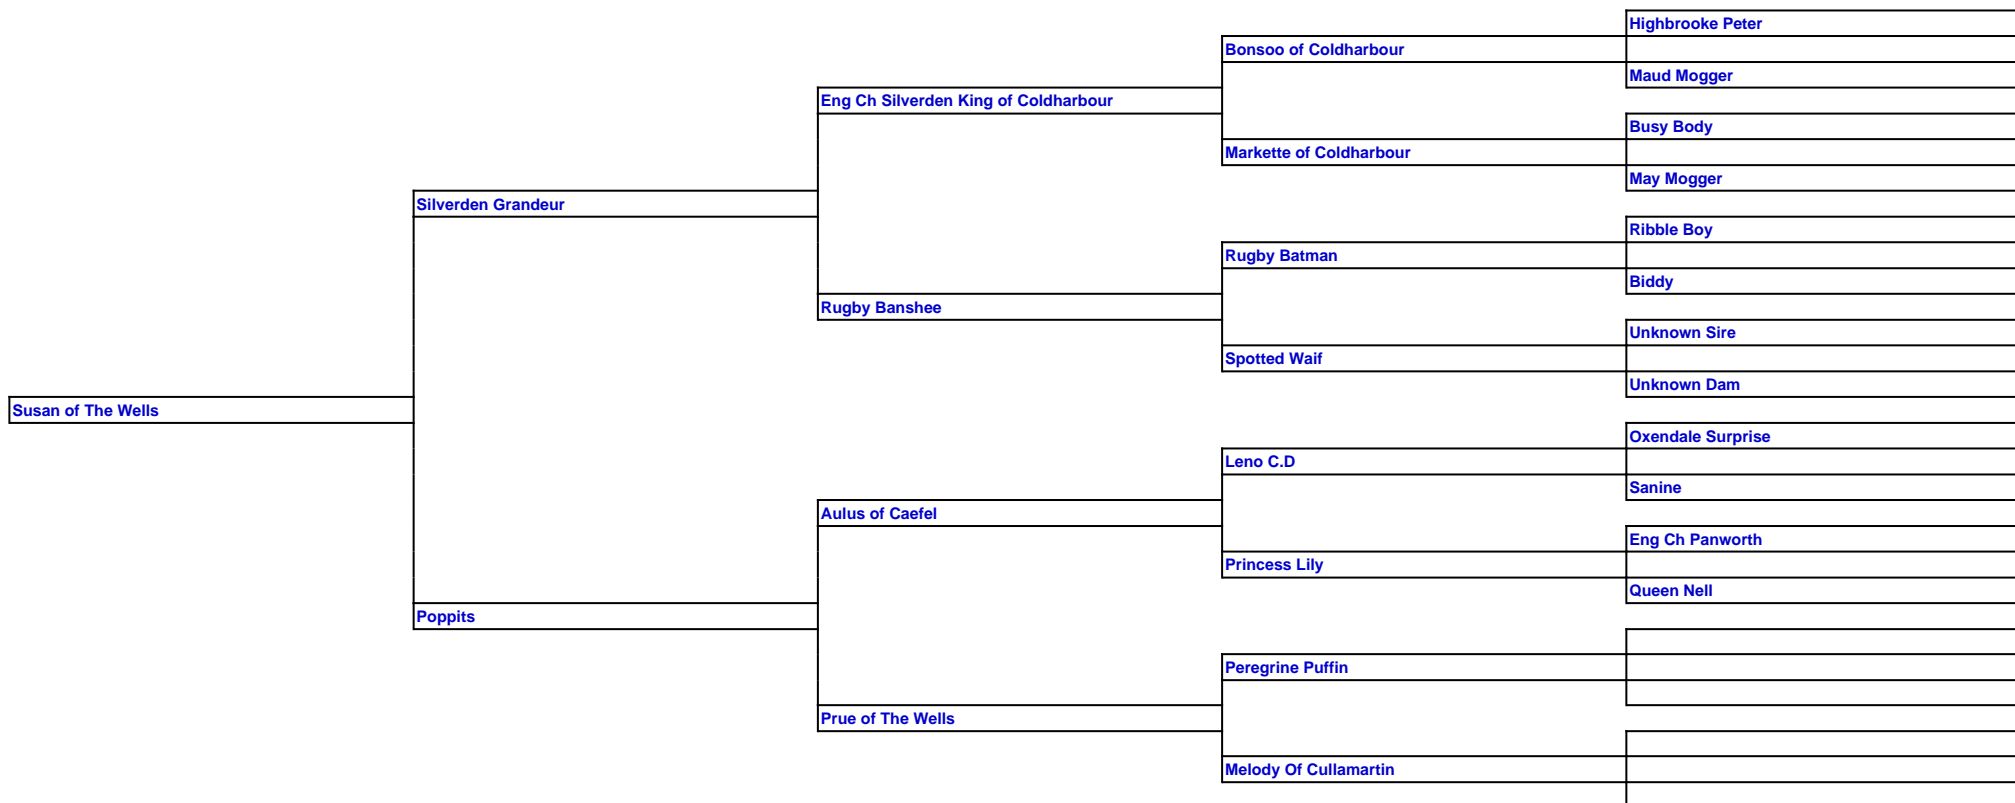 Highbrooke Peter
Bonsoo of Coldharbour
Maud Mogger
Eng Ch Silverden King of Coldharbour
Busy Body
Markette of Coldharbour
May Mogger
Silverden Grandeur
Ribble Boy
Rugby Batman
Biddy
Rugby Banshee
Unknown Sire
Spotted Waif
Unknown Dam
Susan of The Wells
Oxendale Surprise
Leno C.D
Sanine
Aulus of Caefel
Eng Ch Panworth
Princess Lily
Queen Nell
Poppits
Peregrine Puffin
Prue of The Wells
Melody Of Cullamartin